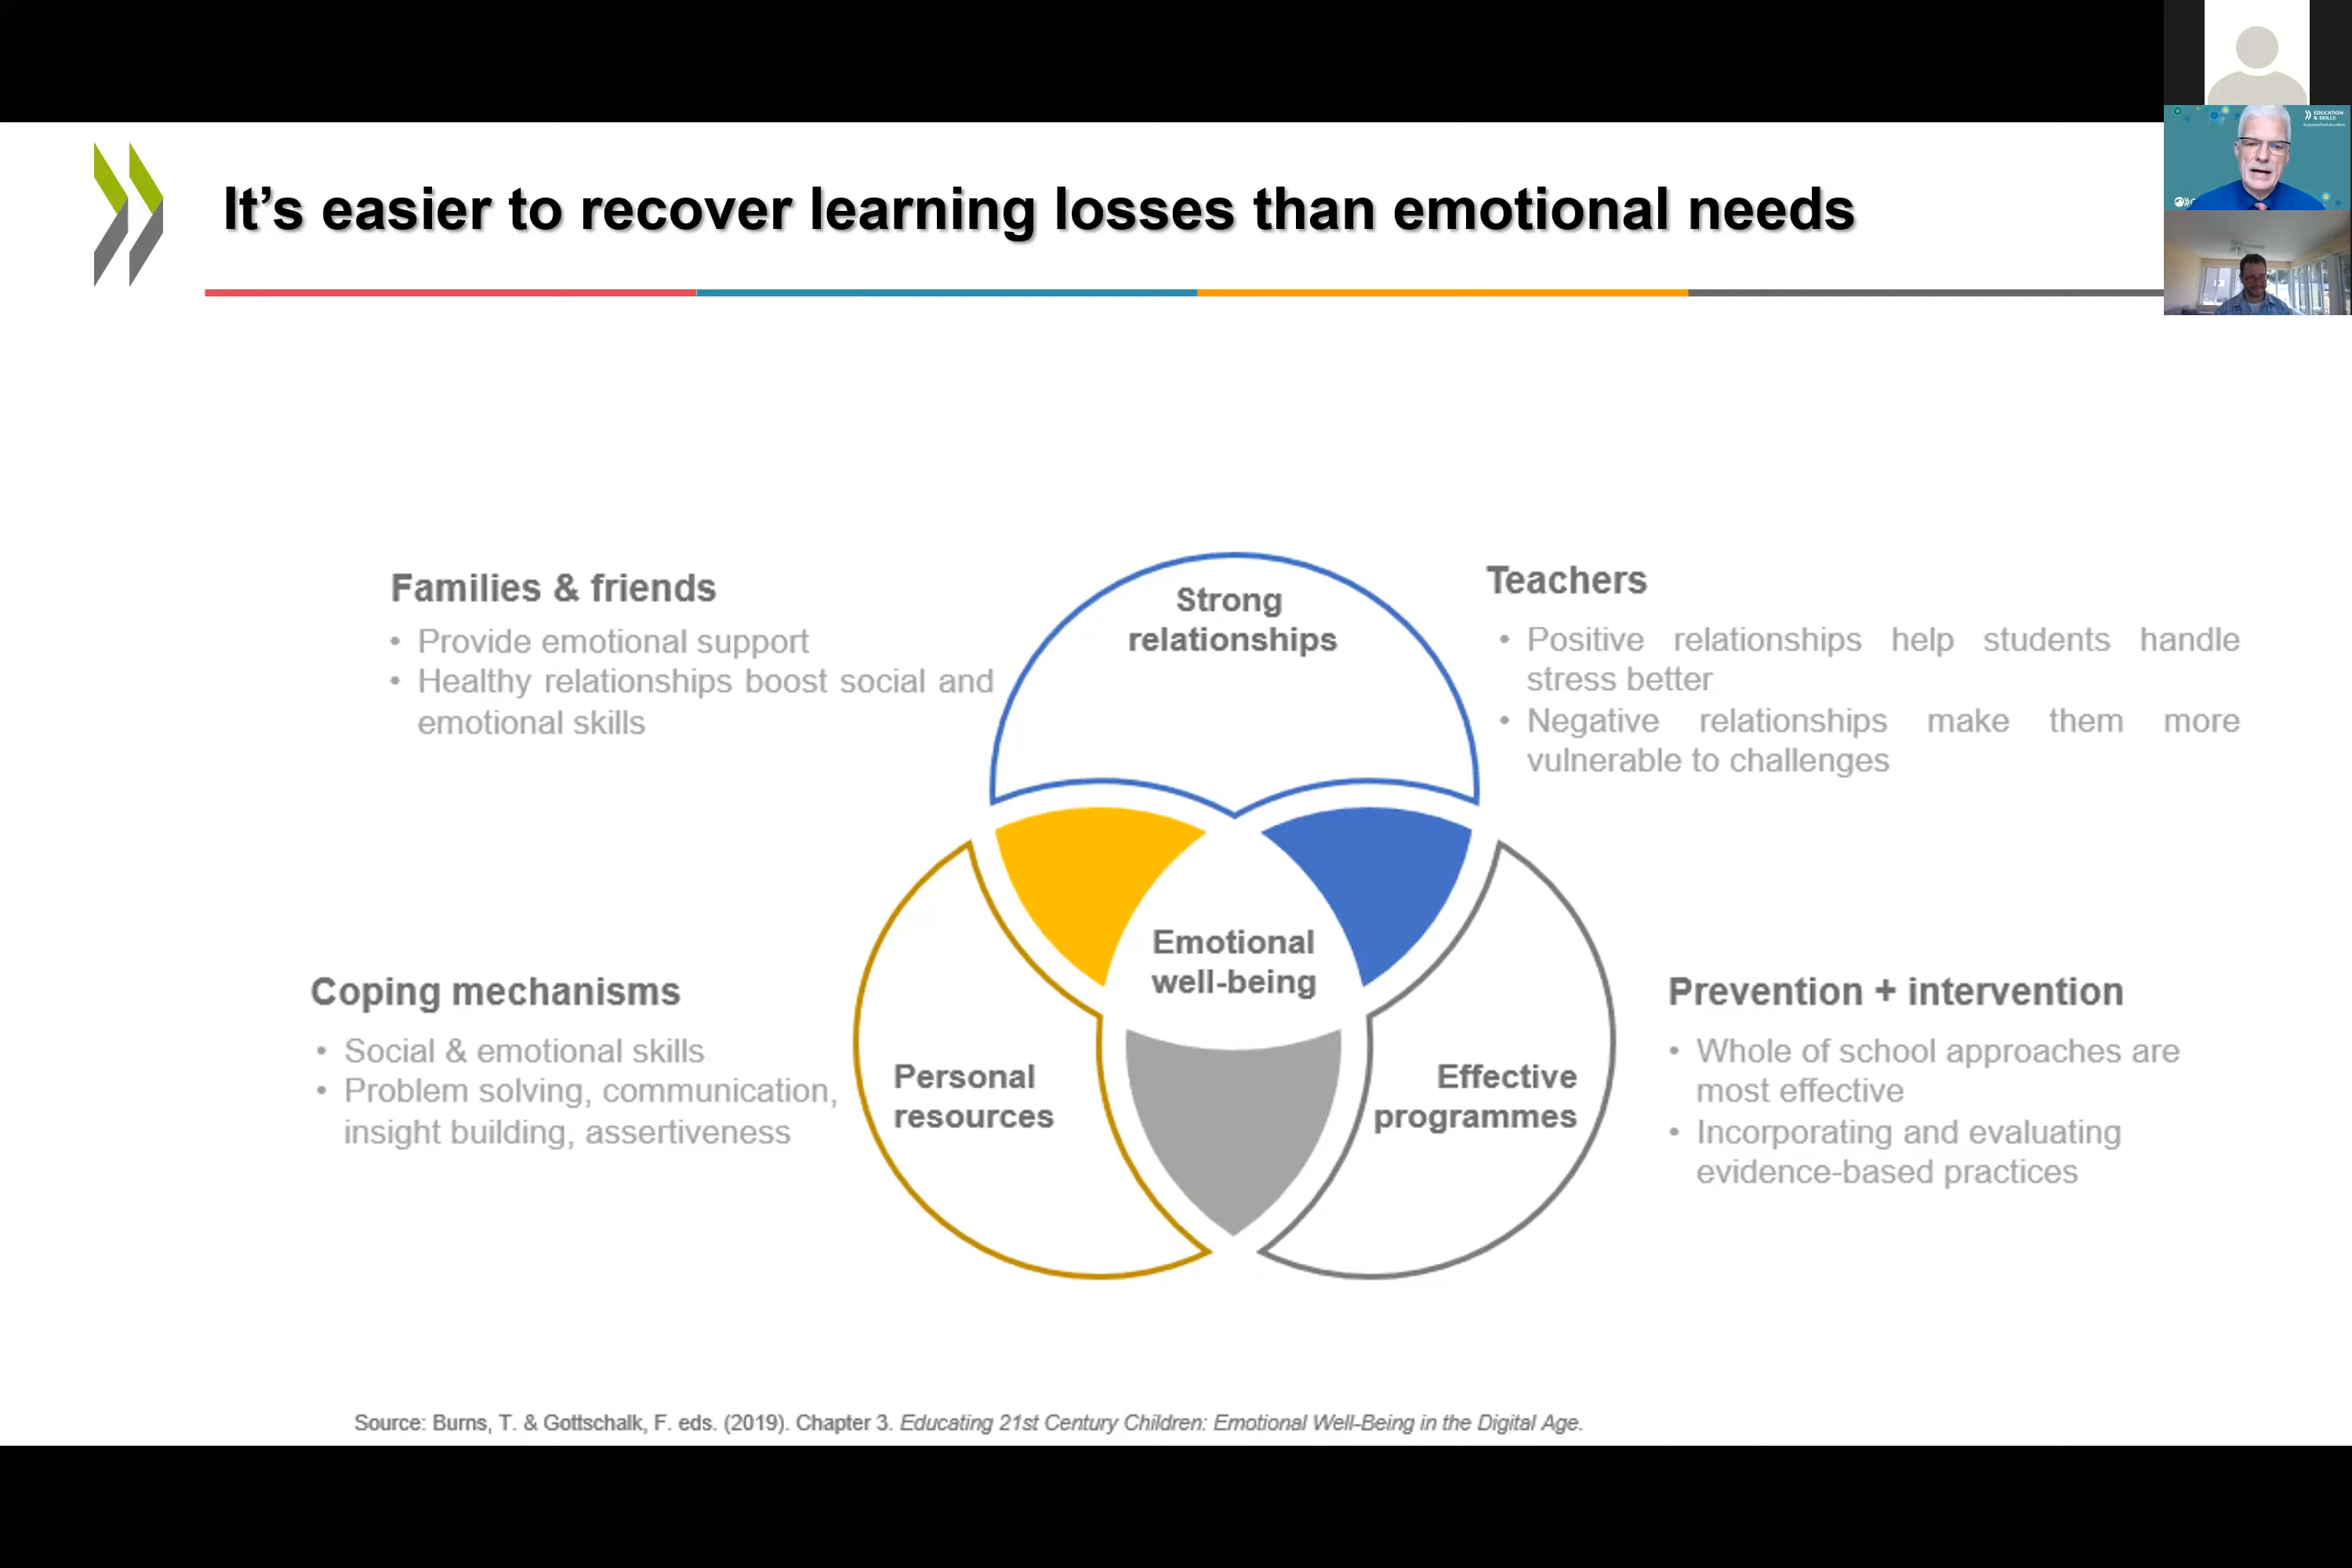 EDUCATION
& SKILLS
It’s easier to recover learning losses than emotional needs
Families & friends
• Provide emotional support
• Healthy relationships boost social and
emotional skills
Strong
relationships
Teachers
• Positive relationships help students handle
stress better
• Negative relationships make them more
vulnerable to challenges
Emotional
well-being
Coping mechanisms
• Social & emotional skills
• Problem solving, communication,
insight building, assertiveness
Personal
resources
Effective
programmes
Prevention + intervention
• Whole of school approaches are
most effective
• Incorporating and evaluating
evidence-based practices
Source: Burns, T. & Gottschalk, F. eds. (2019). Chapter 3. Educating 21st Century Children: Emotional Well-Being in the Digital Age.